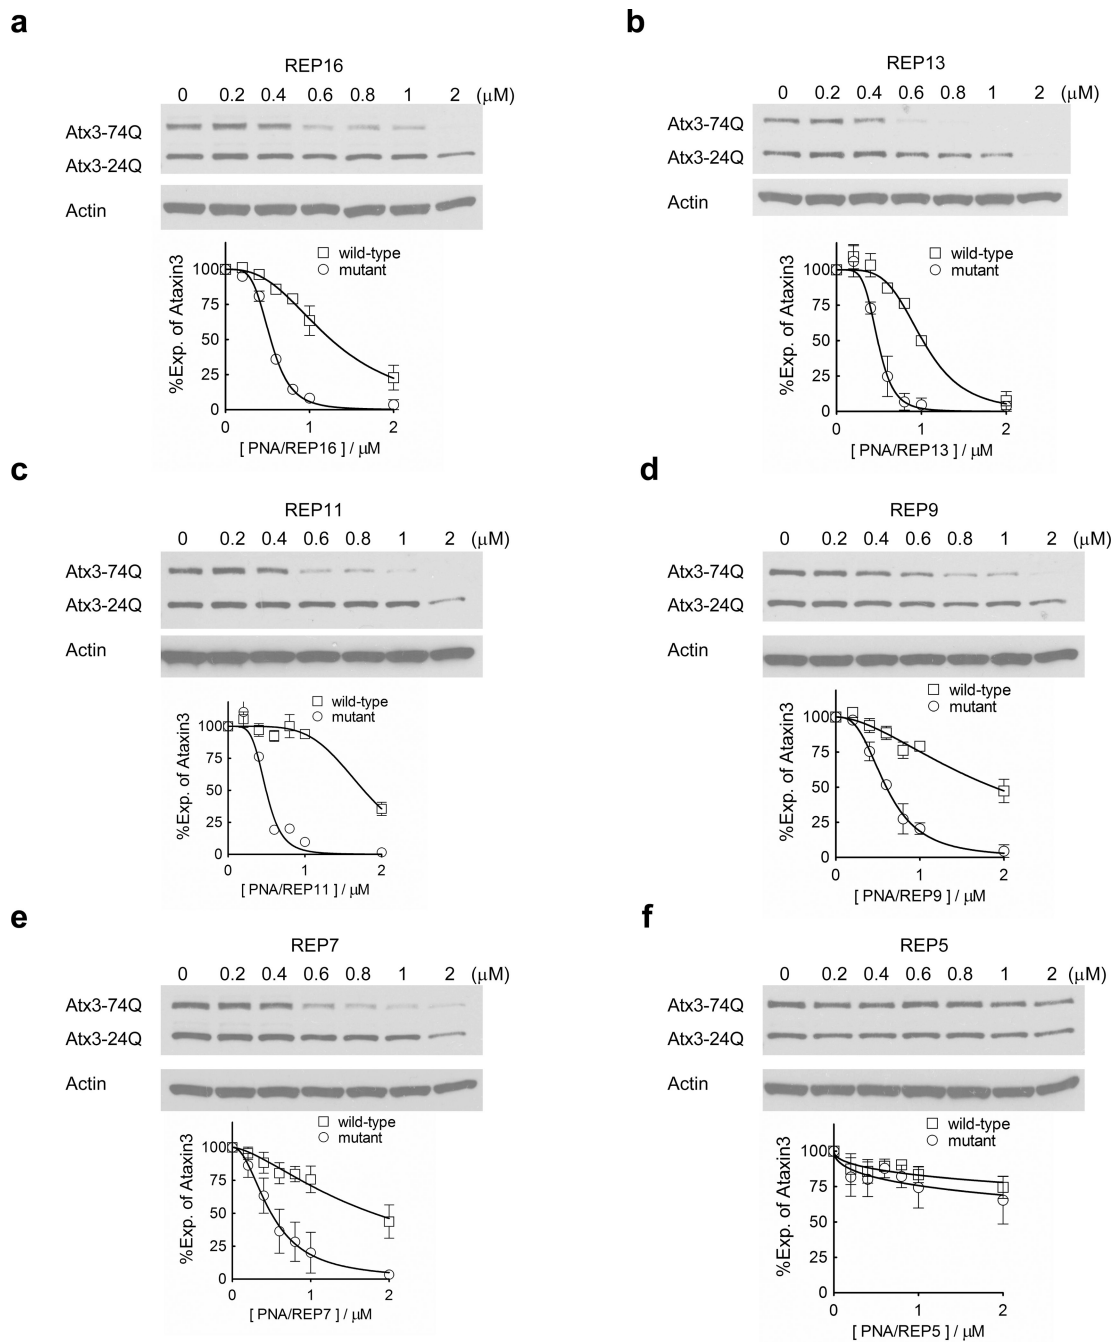 a
REP16
0 0.2 0.4 0.6 0.8 1 2 (μM)
Atx3-74Q
Atx3-24Q
Actin
wild-type
mutant
%Exp. of Ataxin3
100
75
50
25
0
0 1 2
[ PNA/REP16 ] / μM
b
REP13
0 0.2 0.4 0.6 0.8 1 2 (μM)
Atx3-74Q
Atx3-24Q
Actin
wild-type
mutant
%Exp. of Ataxin3
100
75
50
25
0
0 1 2
[ PNA/REP13 ] / μM
c
REP11
0 0.2 0.4 0.6 0.8 1 2 (μM)
Atx3-74Q
Atx3-24Q
Actin
wild-type
mutant
%Exp. of Ataxin3
100
75
50
25
0
0 1 2
[ PNA/REP11 ] / μM
d
REP9
0 0.2 0.4 0.6 0.8 1 2 (μM)
Atx3-74Q
Atx3-24Q
Actin
wild-type
mutant
%Exp. of Ataxin3
100
75
50
25
0
0 1 2
[ PNA/REP9 ] / μM
e
REP7
0 0.2 0.4 0.6 0.8 1 2 (μM)
Atx3-74Q
Atx3-24Q
Actin
wild-type
mutant
%Exp. of Ataxin3
100
75
50
25
0
0 1 2
[ PNA/REP7 ] / μM
f
REP5
0 0.2 0.4 0.6 0.8 1 2 (μM)
Atx3-74Q
Atx3-24Q
Actin
wild-type
mutant
%Exp. of Ataxin3
100
75
50
25
0
0 1 2
[ PNA/REP5 ] / μM